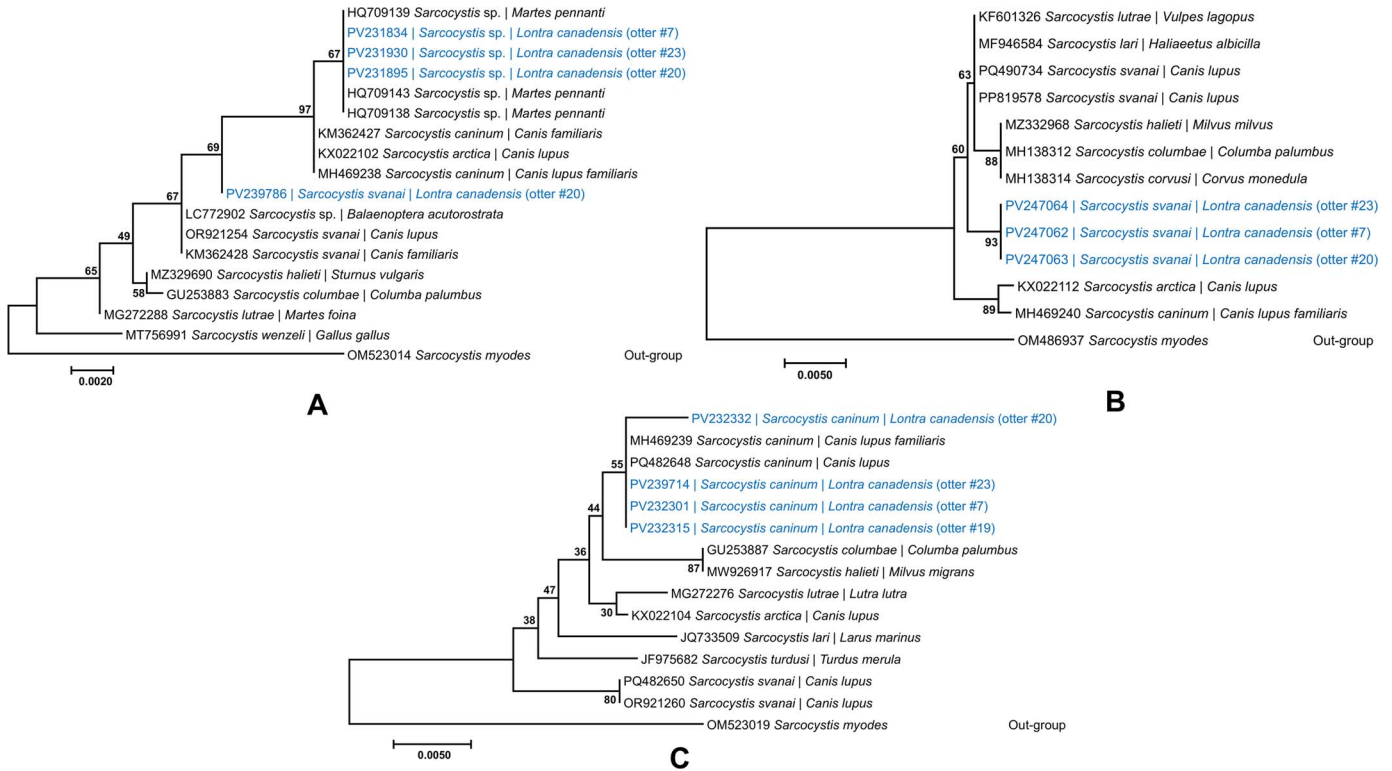 HQ709139 Sarcocystis sp. | Martes pennanti
PV231834 | Sarcocystis sp. | Lontra canadensis (otter #7)
PV231930 | Sarcocystis sp. | Lontra canadensis (otter #23)
67
PV231895 | Sarcocystis sp. | Lontra canadensis (otter #20)
HQ709143 Sarcocystis sp. | Martes pennanti
HQ709138 Sarcocystis sp. | Martes pennanti
97
KM362427 Sarcocystis caninum | Canis familiaris
KX022102 Sarcocystis arctica | Canis lupus
69
MH469238 Sarcocystis caninum | Canis lupus familiaris
PV239786 | Sarcocystis svanai | Lontra canadensis (otter #20)
67
LC772902 Sarcocystis sp. | Balaenoptera acutorostrata
OR921254 Sarcocystis svanai | Canis lupus
49
KM362428 Sarcocystis svanai | Canis familiaris
65
MZ329690 Sarcocystis halieti | Sturnus vulgaris
58
GU253883 Sarcocystis columbae | Columba palumbus
MG272288 Sarcocystis lutrae | Martes foina
MT756991 Sarcocystis wenzeli | Gallus gallus
OM523014 Sarcocystis myodes Out-group
0.0020
A
KF601326 Sarcocystis lutrae | Vulpes lagopus
MF946584 Sarcocystis lari | Haliaeetus albicilla
63
PQ490734 Sarcocystis svanai | Canis lupus
PP819578 Sarcocystis svanai | Canis lupus
MZ332968 Sarcocystis halieti | Milvus milvus
60
MH138312 Sarcocystis columbae | Columba palumbus
88
MH138314 Sarcocystis corvusi | Corvus monedula
PV247064 | Sarcocystis svanai | Lontra canadensis (otter #23)
93
PV247062 | Sarcocystis svanai | Lontra canadensis (otter #7)
PV247063 | Sarcocystis svanai | Lontra canadensis (otter #20)
KX022112 Sarcocystis arctica | Canis lupus
89
MH469240 Sarcocystis caninum | Canis lupus familiaris
OM486937 Sarcocystis myodes Out-group
0.0050
B
PV232332 | Sarcocystis caninum | Lontra canadensis (otter #20)
MH469239 Sarcocystis caninum | Canis lupus familiaris
55
PQ482648 Sarcocystis caninum | Canis lupus
PV239714 | Sarcocystis caninum | Lontra canadensis (otter #23)
44
PV232301 | Sarcocystis caninum | Lontra canadensis (otter #7)
PV232315 | Sarcocystis caninum | Lontra canadensis (otter #19)
36
GU253887 Sarcocystis columbae | Columba palumbus
87
MW926917 Sarcocystis halieti | Milvus migrans
47
MG272276 Sarcocystis lutrae | Lutra lutra
30
KX022104 Sarcocystis arctica | Canis lupus
38
JQ733509 Sarcocystis lari | Larus marinus
JF975682 Sarcocystis turdusi | Turdus merula
PQ482650 Sarcocystis svanai | Canis lupus
80
OR921260 Sarcocystis svanai | Canis lupus
OM523019 Sarcocystis myodes Out-group
0.0050
C